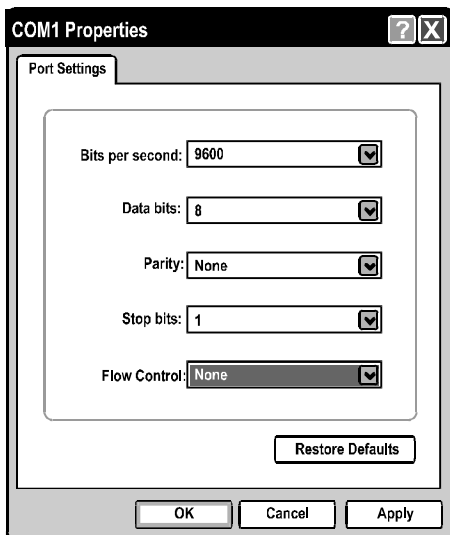 COM1 Properties ? X
Port Settings
Bits per second: 9600
Data bits: 8
Parity: None
Stop bits: 1
Flow Control: None
Restore Defaults
OK Cancel Apply